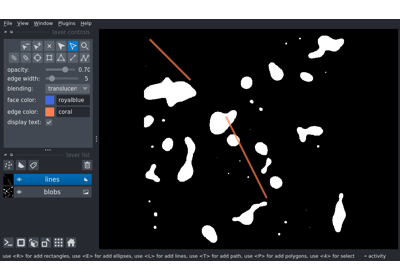 File View Window Plugins Help
layer controls
opacity: 0.70
edge width: 5
blending: translucen
face color: royalblue
edge color: coral
display text:
layer list
lines
blobs
use <R> for add rectangles, use <E> for add ellipses, use <L> for add lines, use <T> for add path, use <P> for add polygons, use <4> for select activity